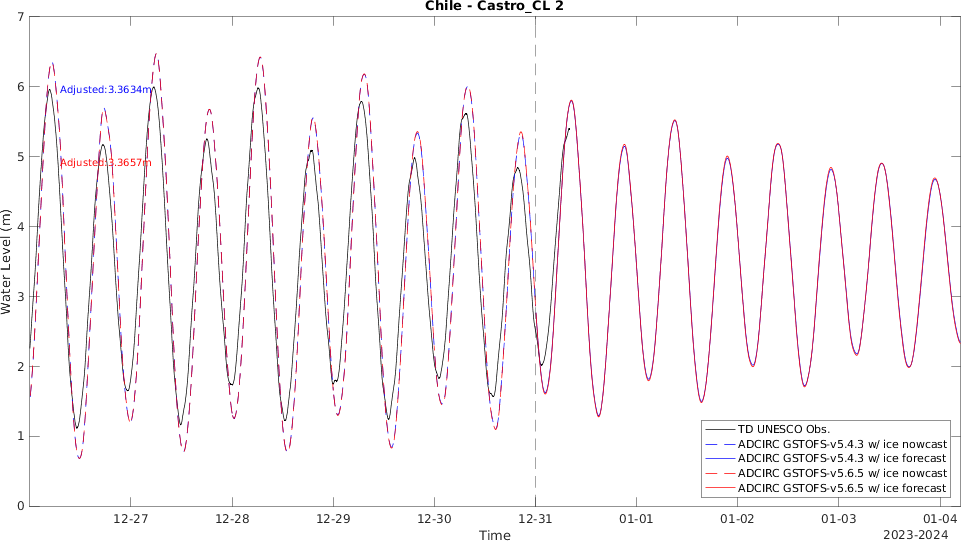 Chile - Castro_CL 2
7
6
5
4
3
2
1
0
Water Level (m)
Adjusted:3.3634m
Adjusted:3.3657m
TD UNESCO Obs.
ADCIRC GSTOFS-v5.4.3 w/ ice nowcast
ADCIRC GSTOFS-v5.4.3 w/ ice forecast
ADCIRC GSTOFS-v5.6.5 w/ ice nowcast
ADCIRC GSTOFS-v5.6.5 w/ ice forecast
12-27 12-28 12-29 12-30 12-31 01-01 01-02 01-03 01-04
Time
2023-2024